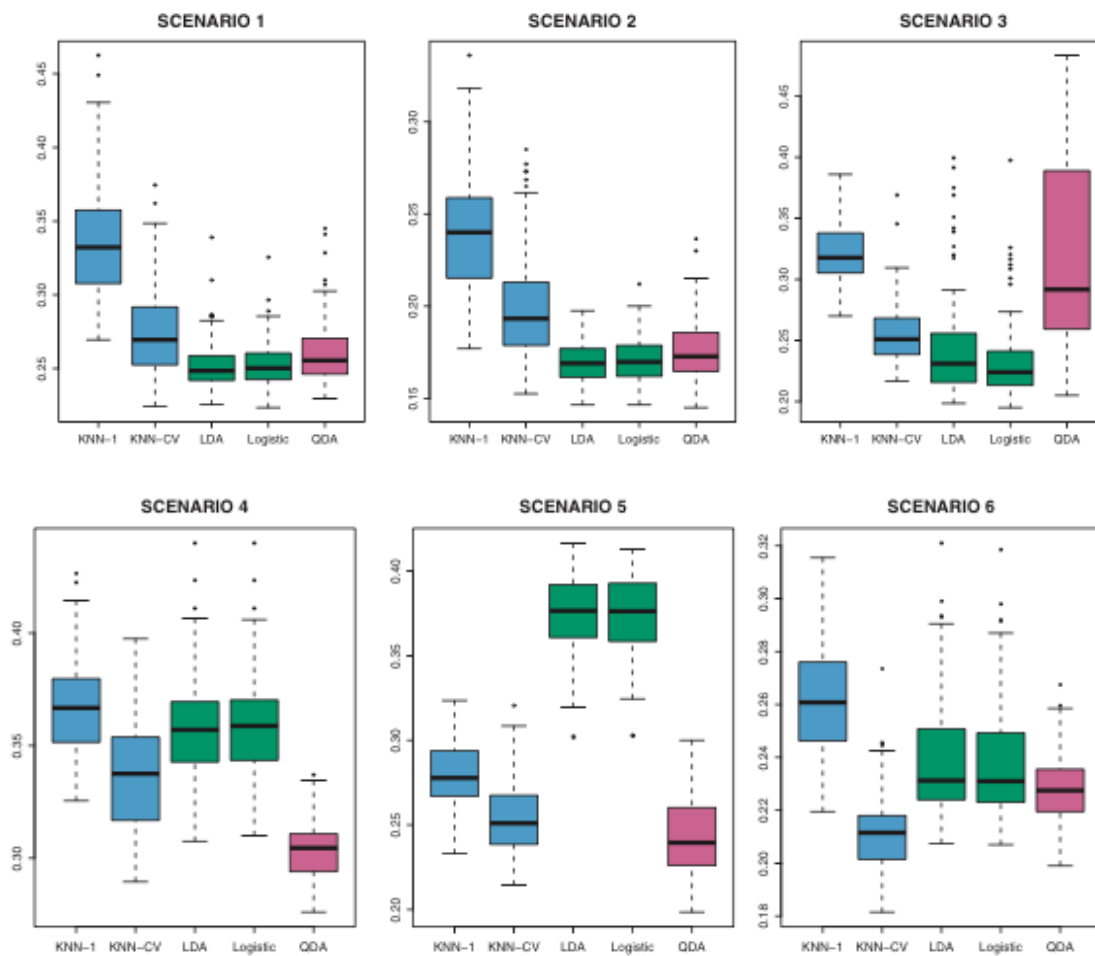 SCENARIO 1
SCENARIO 2
SCENARIO 3
0.45
0.40
0.35
0.30
0.25
KNN−1 KNN−CV LDA Logistic QDA
0.30
0.25
0.20
0.15
KNN−1 KNN−CV LDA Logistic QDA
0.45
0.40
0.35
0.30
0.25
0.20
KNN−1 KNN−CV LDA Logistic QDA
SCENARIO 4
SCENARIO 5
SCENARIO 6
0.40
0.35
0.30
KNN−1 KNN−CV LDA Logistic QDA
0.40
0.35
0.30
0.25
0.20
KNN−1 KNN−CV LDA Logistic QDA
0.32
0.30
0.28
0.26
0.24
0.22
0.20
0.18
KNN−1 KNN−CV LDA Logistic QDA